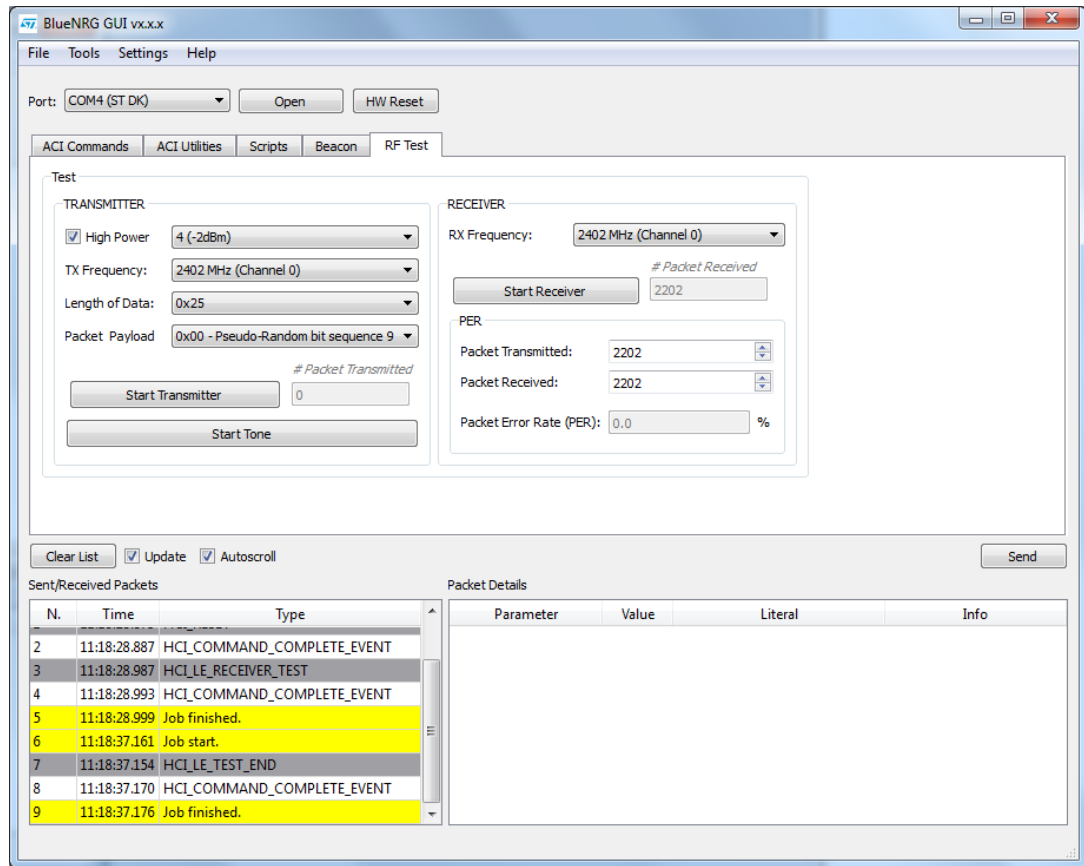 BlueNRG GUI vx.x.x
File Tools Settings Help
Port: COM4 (ST DK) Open HW Reset
ACI Commands ACI Utilities Scripts Beacon RF Test
Test
TRANSMITTER
High Power 4 (-2dBm)
TX Frequency: 2402 MHz (Channel 0)
Length of Data: 0x25
Packet Payload 0x00 - Pseudo-Random bit sequence 9
# Packet Transmitted
Start Transmitter 0
Start Tone
RECEIVER
RX Frequency: 2402 MHz (Channel 0)
# Packet Received
Start Receiver 2202
PER
Packet Transmitted: 2202
Packet Received: 2202
Packet Error Rate (PER): 0.0 %
Clear List Update Autoscroll Send
Sent/Received Packets
N. Time Type
2 11:18:28.887 HCI_COMMAND_COMPLETE_EVENT
3 11:18:28.987 HCI_LE_RECEIVER_TEST
4 11:18:28.993 HCI_COMMAND_COMPLETE_EVENT
5 11:18:28.999 Job finished.
6 11:18:37.161 Job start.
7 11:18:37.154 HCI_LE_TEST_END
8 11:18:37.170 HCI_COMMAND_COMPLETE_EVENT
9 11:18:37.176 Job finished.
Packet Details
Parameter Value Literal Info